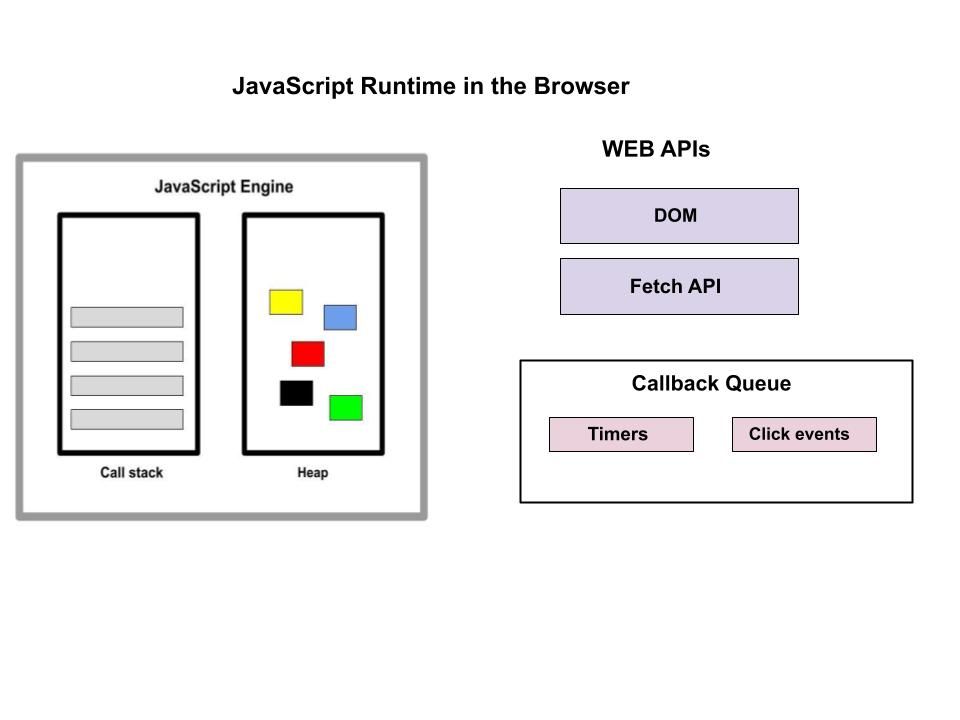 JavaScript Runtime in the Browser
WEB APIs
JavaScript Engine
DOM
Fetch API
Callback Queue
Timers
Click events
Call stack
Heap